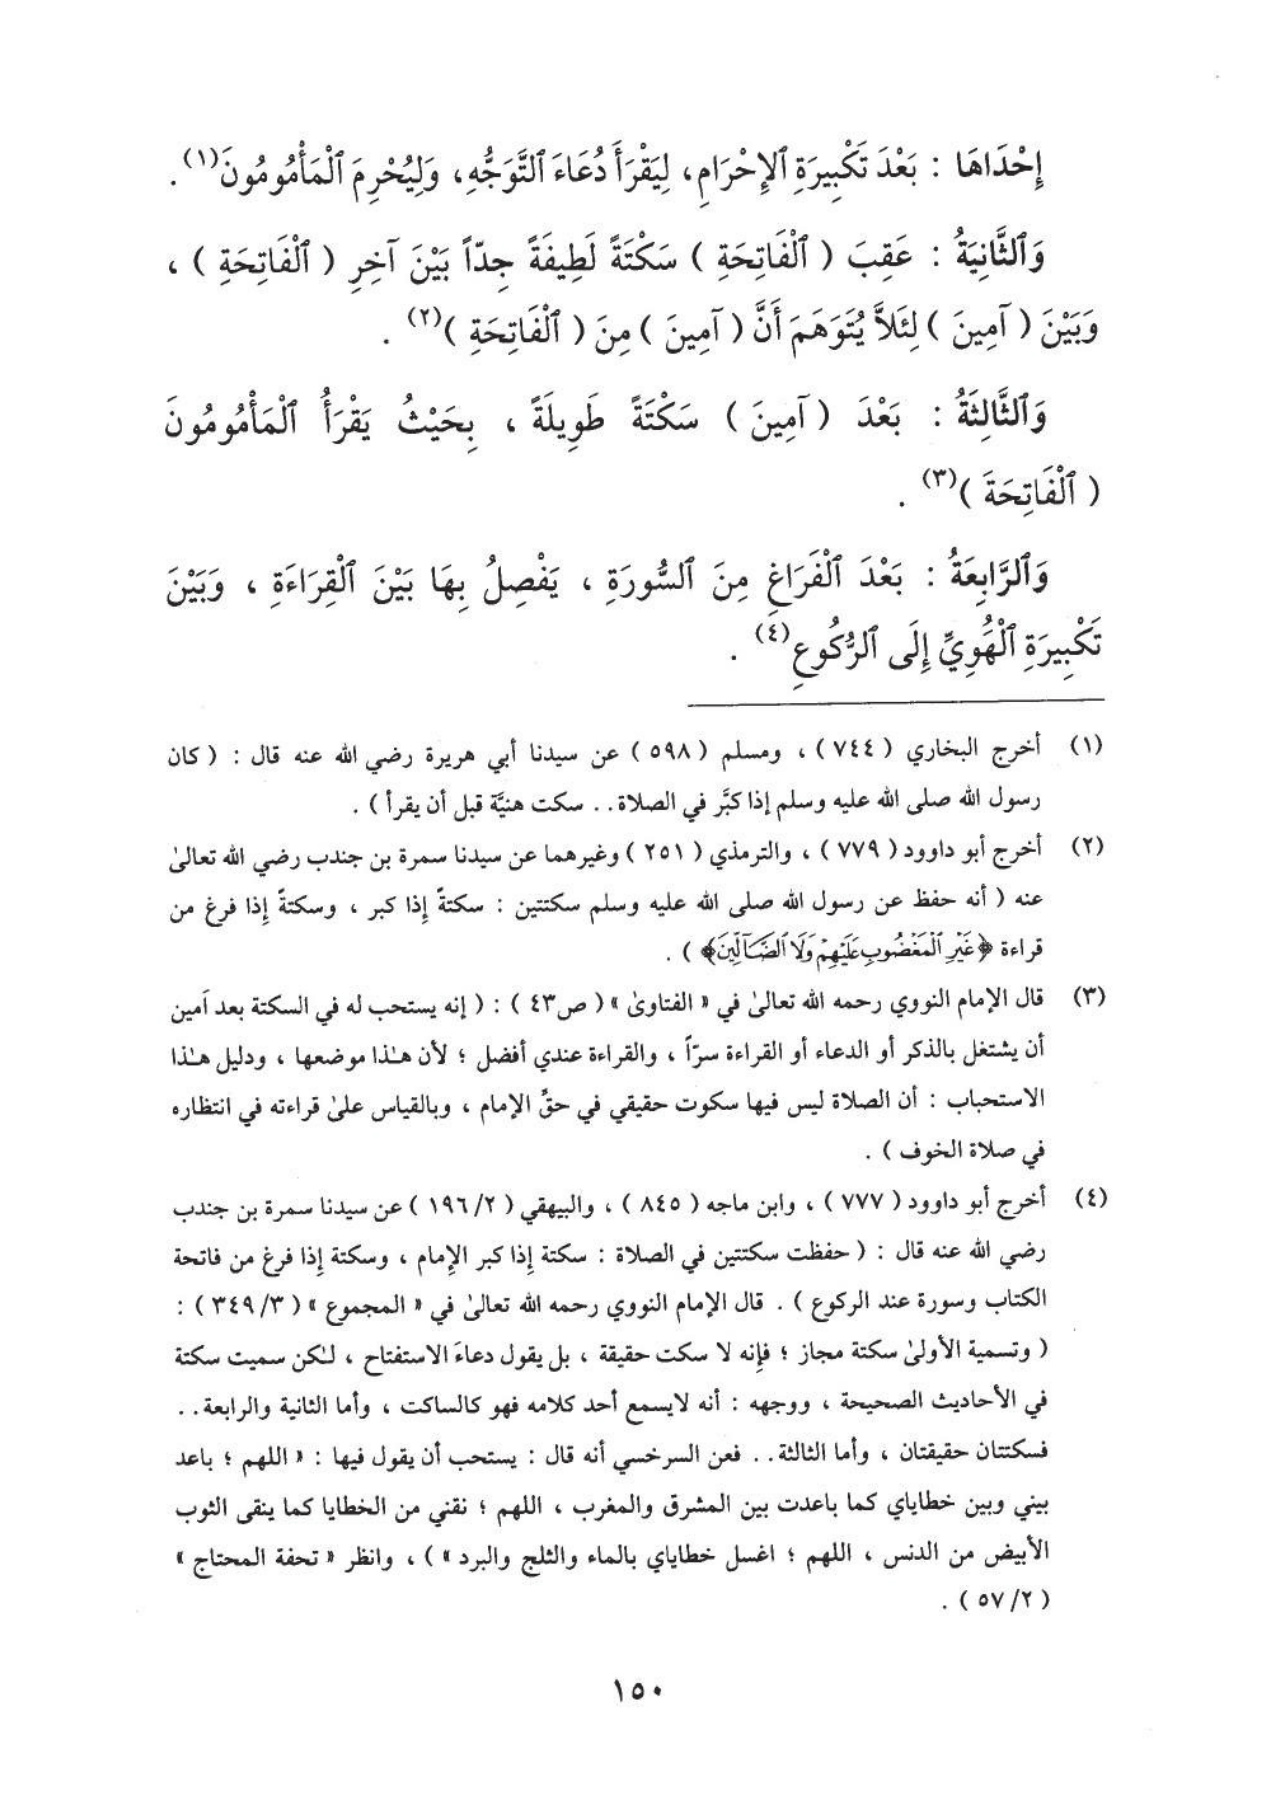 إِحْدَاهَا : بَعْدَ تَكْبِيرَةِ ٱلإِحْرَامِ، لِيَقْرَأَ دُعَاءَ ٱلتَّوَجُّهِ، وَلِيُحْرِمَ ٱلْمَأْمُومُونَ(١) .
وَٱلثَّانِيَةُ : عَقِبَ ( ٱلْفَاتِحَةِ ) سَكْتَةً لَطِيفَةً جِدّاً بَيْنَ آخِرِ ( ٱلْفَاتِحَةِ ) ،
وَبَيْنَ ( آمِينَ ) لِئَلاَّ يُتَوَهَمَ أَنَّ ( آمِينَ ) مِنَ ( ٱلْفَاتِحَةِ )(٢) .
وَٱلثَّالِثَةُ : بَعْدَ ( آمِينَ ) سَكْتَةً طَوِيلَةً ، بِحَيْثُ يَقْرَأُ ٱلْمَأْمُومُونَ
( ٱلْفَاتِحَةَ )(٣) .
وَٱلرَّابِعَةُ : بَعْدَ ٱلْفَرَاغِ مِنَ ٱلسُّورَةِ ، يَفْصِلُ بِهَا بَيْنَ ٱلْقِرَاءَةِ ، وَبَيْنَ
تَكْبِيرَةِ ٱلْهُوِيِّ إِلَى ٱلرُّكُوعِ(٤) .
(١) أخرج البخاري ( ٧٤٤ ) ، ومسلم ( ٥٩٨ ) عن سيدنا أبي هريرة رضي الله عنه قال : ( كان
رسول الله صلى الله عليه وسلم إذا كبَّر في الصلاة.. سكت هنيَّة قبل أن يقرأ ) .
(٢) أخرج أبو داوود ( ٧٧٩ ) ، والترمذي ( ٢٥١ ) وغيرهما عن سيدنا سمرة بن جندب رضي الله تعالىٰ
عنه ( أنه حفظ عن رسول الله صلى الله عليه وسلم سكتتين : سكتةً إذا كبر ، وسكتةً إذا فرغ من
قراءة ﴿غَيْرِ ٱلْمَغْضُوبِ عَلَيْهِمْ وَلَا ٱلضَّآلِّينَ﴾ ) .
(٣) قال الإمام النووي رحمه الله تعالىٰ في « الفتاوىٰ » ( ص٤٣ ) : ( إنه يستحب له في السكتة بعد آمين
أن يشتغل بالذكر أو الدعاء أو القراءة سرّاً ، والقراءة عندي أفضل ؛ لأن هـٰذا موضعها ، ودليل هـٰذا
الاستحباب : أن الصلاة ليس فيها سكوت حقيقي في حقِّ الإمام ، وبالقياس علىٰ قراءته في انتظاره
في صلاة الخوف ) .
(٤) أخرج أبو داوود ( ٧٧٧ ) ، وابن ماجه ( ٨٤٥ ) ، والبيهقي ( ١٩٦/٢ ) عن سيدنا سمرة بن جندب
رضي الله عنه قال : ( حفظت سكتتين في الصلاة : سكتة إذا كبر الإمام ، وسكتة إذا فرغ من فاتحة
الكتاب وسورة عند الركوع ) . قال الإمام النووي رحمه الله تعالىٰ في « المجموع » ( ٣٤٩/٣ ) :
( وتسمية الأولىٰ سكتة مجاز ؛ فإنه لا سكت حقيقة ، بل يقول دعاءَ الاستفتاح ، لـٰكن سميت سكتة
في الأحاديث الصحيحة ، ووجهه : أنه لايسمع أحد كلامه فهو كالساكت ، وأما الثانية والرابعة..
فسكتتان حقيقتان ، وأما الثالثة.. فعن السرخسي أنه قال : يستحب أن يقول فيها : « اللهم ؛ باعد
بيني وبين خطاياي كما باعدت بين المشرق والمغرب ، اللهم ؛ نقني من الخطايا كما ينقى الثوب
الأبيض من الدنس ، اللهم ؛ اغسل خطاياي بالماء والثلج والبرد » ) ، وانظر « تحفة المحتاج »
( ٥٧/٢ ) .
١٥٠